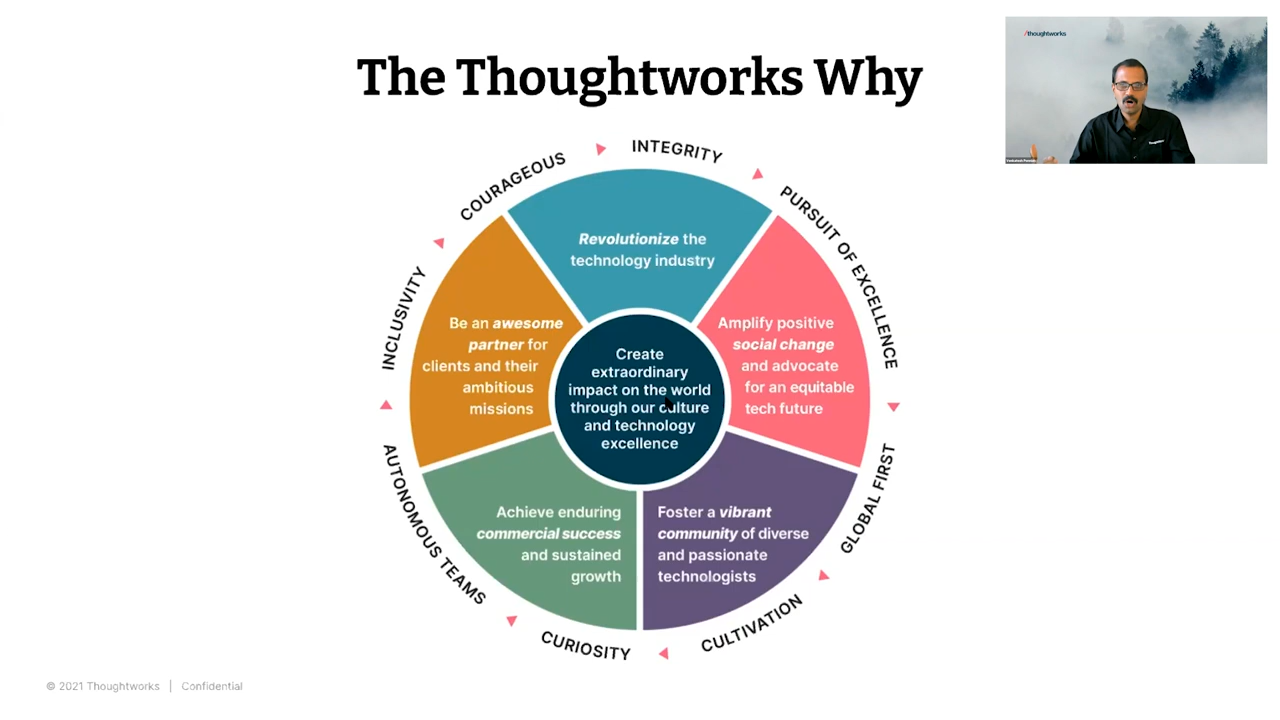 The Thoughtworks Why
/thoughtworks
INTEGRITY
PURSUIT OF EXCELLENCE
GLOBAL FIRST
CULTIVATION
CURIOSITY
AUTONOMOUS TEAMS
INCLUSIVITY
COURAGEOUS
Revolutionize the
technology industry
Amplify positive
social change
and advocate
for an equitable
tech future
Foster a vibrant
community of diverse
and passionate
technologists
Achieve enduring
commercial success
and sustained
growth
Be an awesome
partner for
clients and their
ambitious
missions
Create
extraordinary
impact on the world
through our culture
and technology
excellence
© 2021 Thoughtworks | Confidential